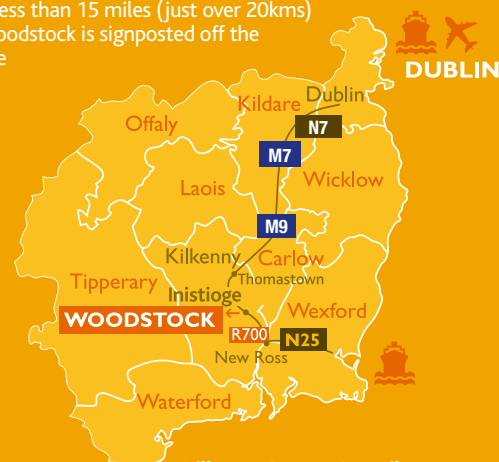 ess than 15 miles (just over 20kms)
oodstock is signposted off the
e
DUBLIN
Dublin
Kildare
N7
Offaly
M7
Wicklow
Laois
M9
Kilkenny
Carlow
Tipperary
Thomastown
Inistioge
Wexford
WOODSTOCK
R700
N25
New Ross
Waterford